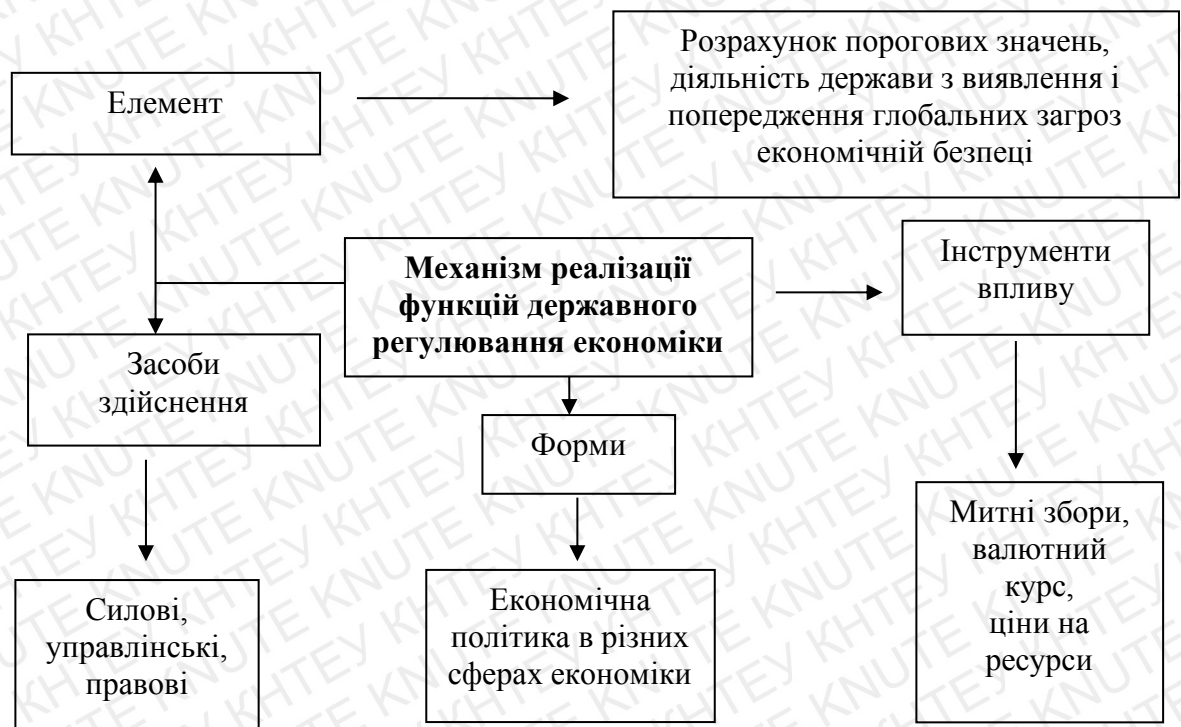 Розрахунок порогових значень,
діяльність держави з виявлення і
попередження глобальних загроз
економічній безпеці
Елемент
Механізм реалізації
функцій державного
регулювання економіки
Інструменти
впливу
Засоби
здійснення
Форми
Митні збори,
валютний
курс,
ціни на
ресурси
Силові,
управлінські,
правові
Економічна
політика в різних
сферах економіки
КНТЕУ KNUTE